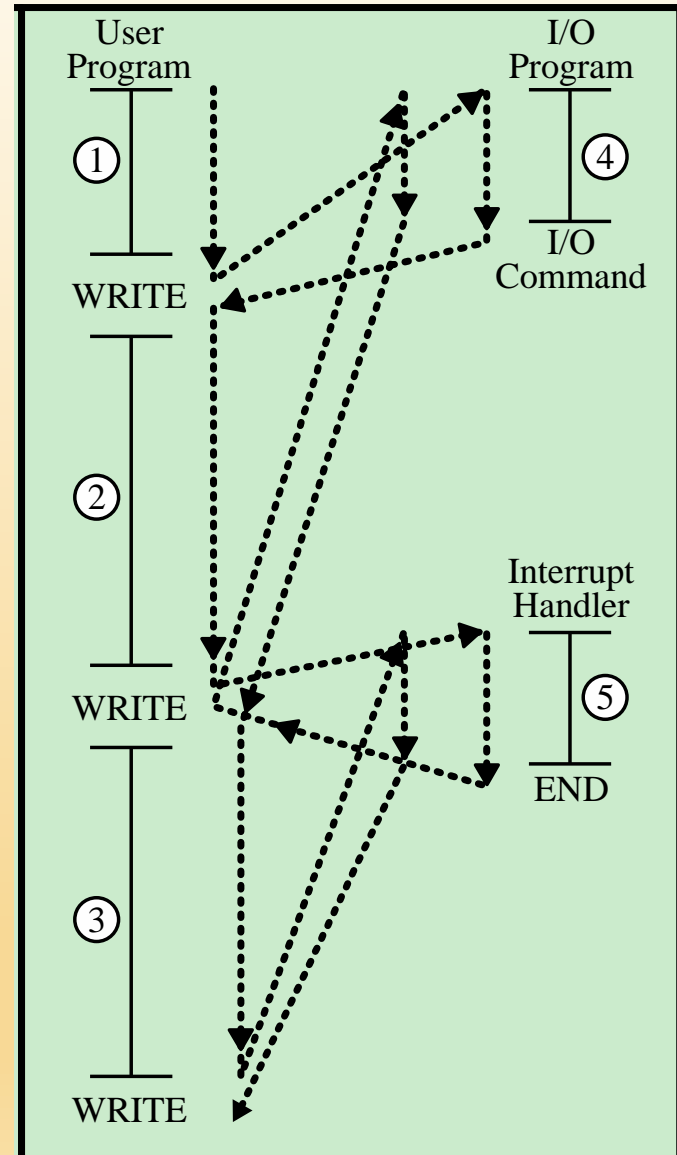 User
Program
1
WRITE
2
WRITE
3
WRITE
I/O
Program
4
I/O
Command
Interrupt
Handler
5
END